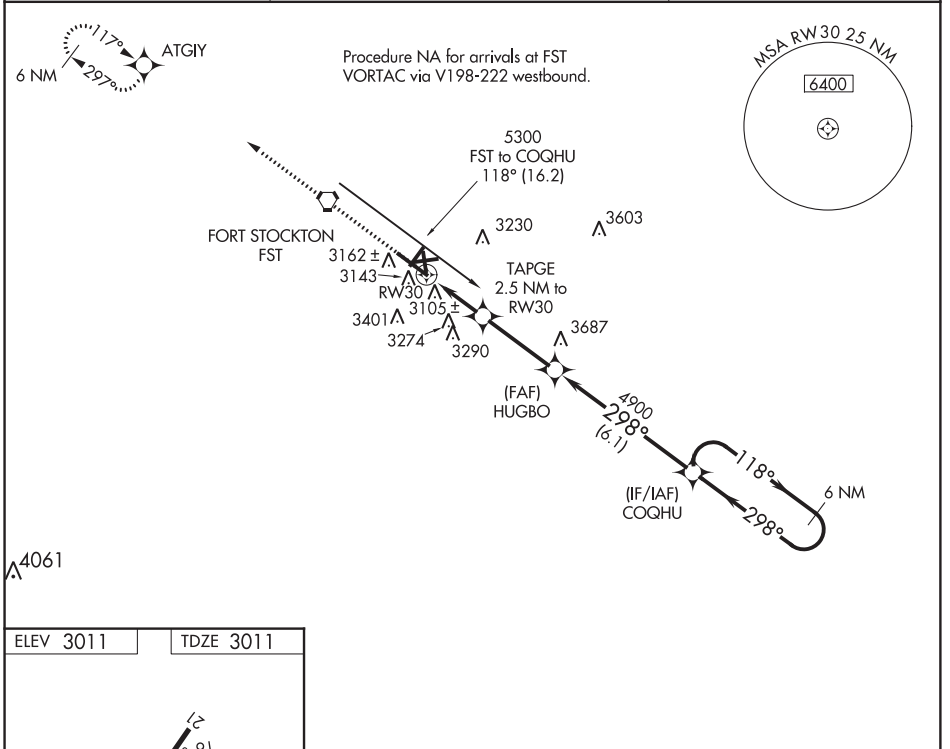 117°
297°
6 NM
ATGIY
Procedure NA for arrivals at FST
VORTAC via V198-222 westbound.
MSA RW30 25 NM
6400
5300
FST to COQHU
118° (16.2)
3230
3603
FORT STOCKTON
FST
3162 ±
3143
RW30
3105 ±
TAPGE
2.5 NM to
RW30
3401
3274
3290
3687
(FAF)
HUGBO
4900
298°
(6.1)
118°
6 NM
298°
(IF/IAF)
COQHU
4061
ELEV 3011
TDZE 3011
21